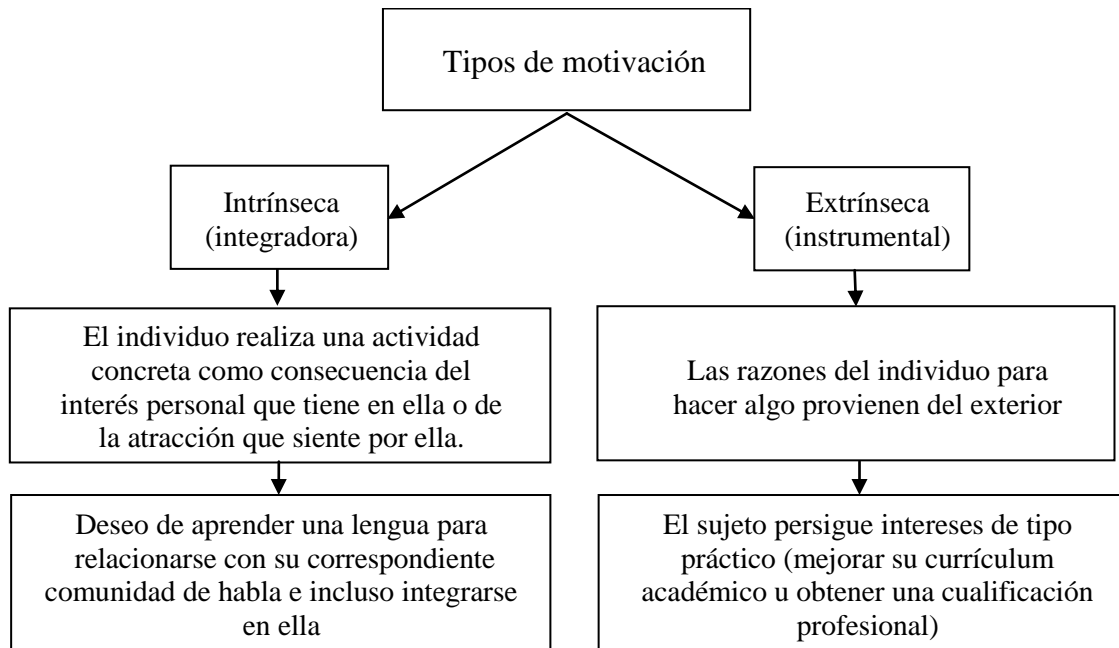 Tipos de motivación
Intrínseca
(integradora)
Extrínseca
(instrumental)
El individuo realiza una actividad
concreta como consecuencia del
interés personal que tiene en ella o de
la atracción que siente por ella.
Las razones del individuo para
hacer algo provienen del exterior
Deseo de aprender una lengua para
relacionarse con su correspondiente
comunidad de habla e incluso integrarse
en ella
El sujeto persigue intereses de tipo
práctico (mejorar su currículum
académico u obtener una cualificación
profesional)